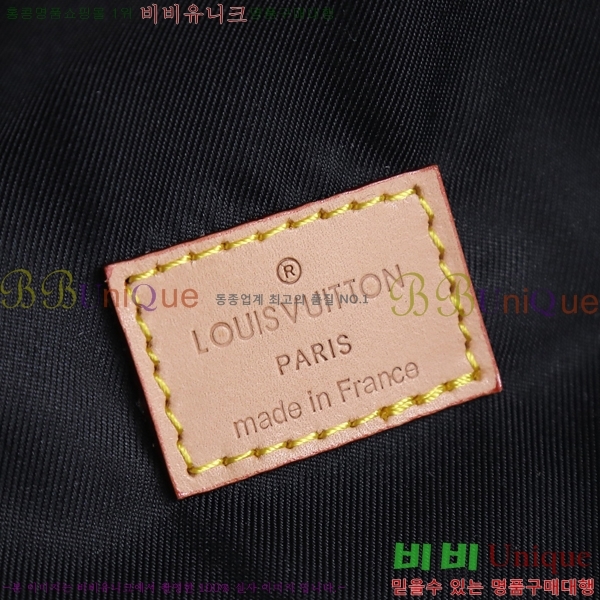 비비유니크
®
LOUIS VUITTON
PARIS
made in France
BBUniQue
BBUniQue
동종업계 최고의 품질 NO.1
비비 Unique
믿을수 있는 명품구매대행